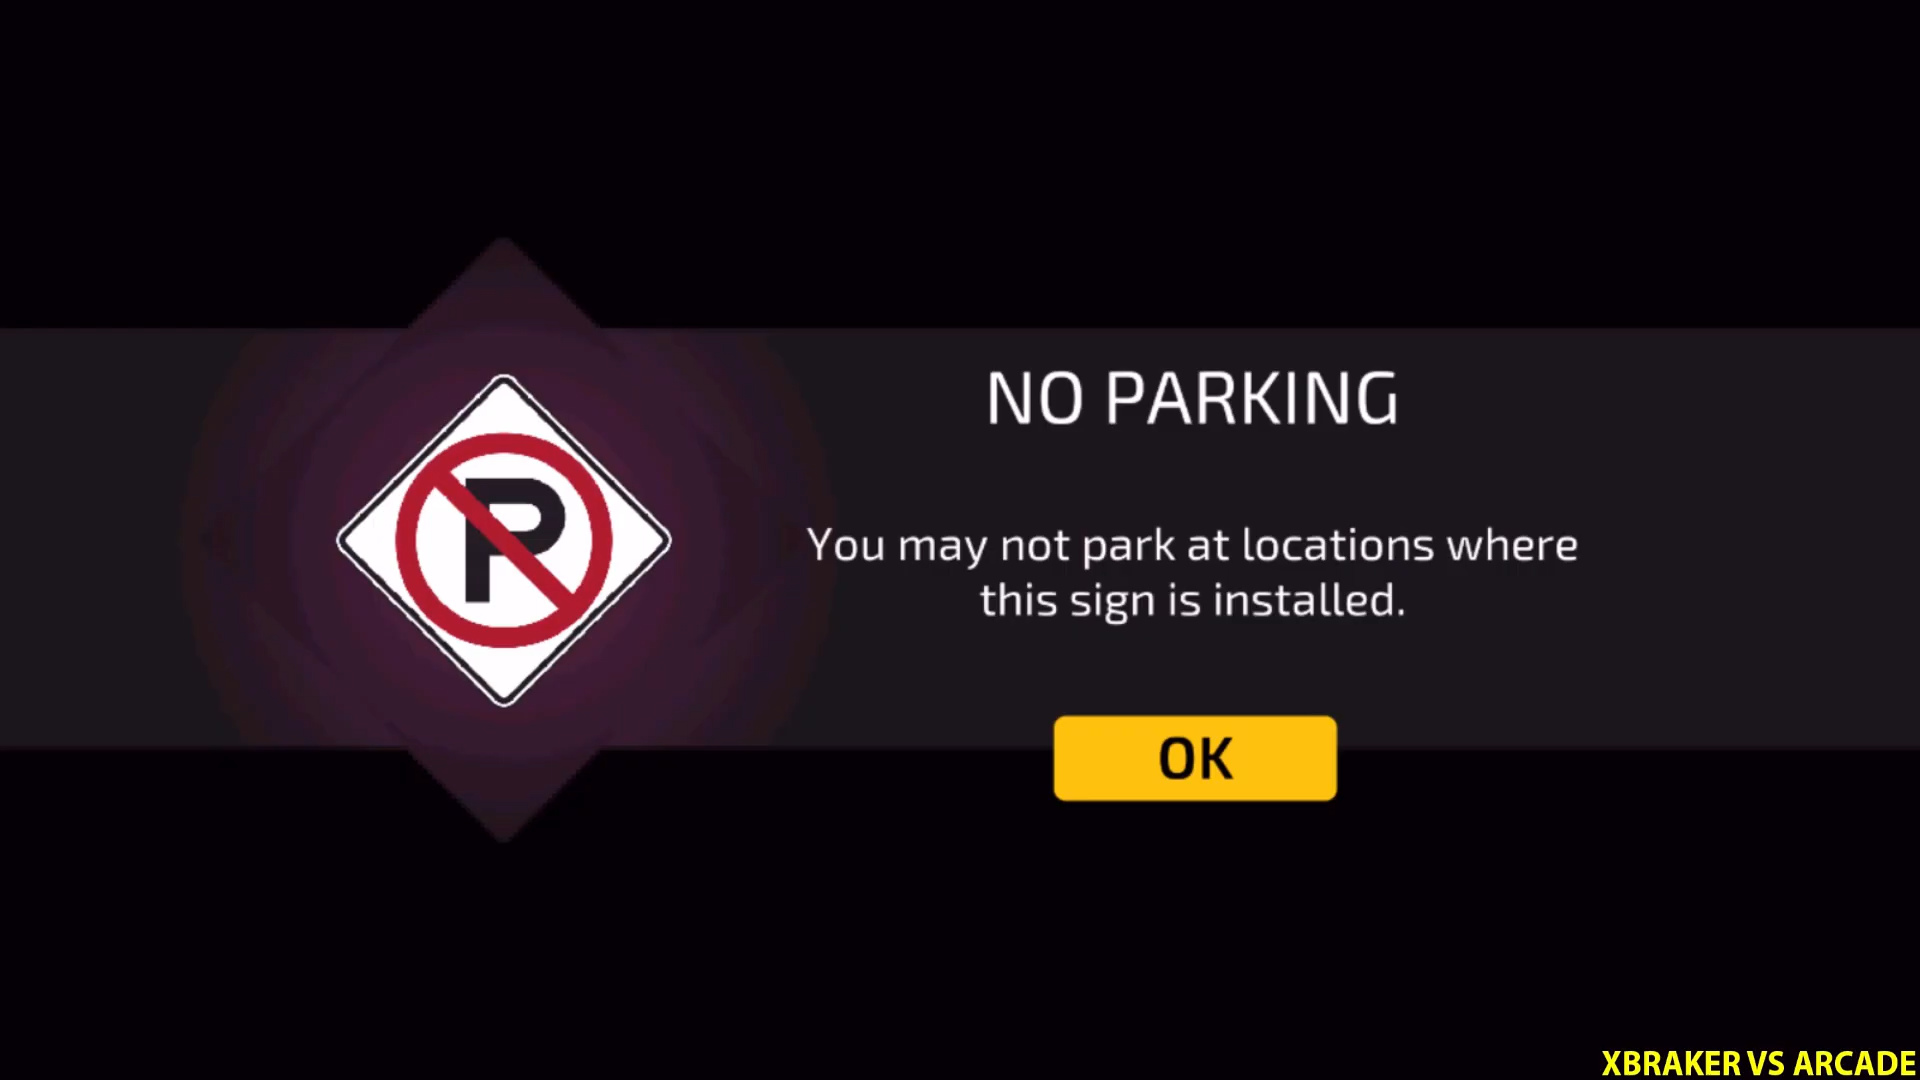 NO PARKING
P
You may not park at locations where
this sign is installed.
OK
XBRAKER VS ARCADE